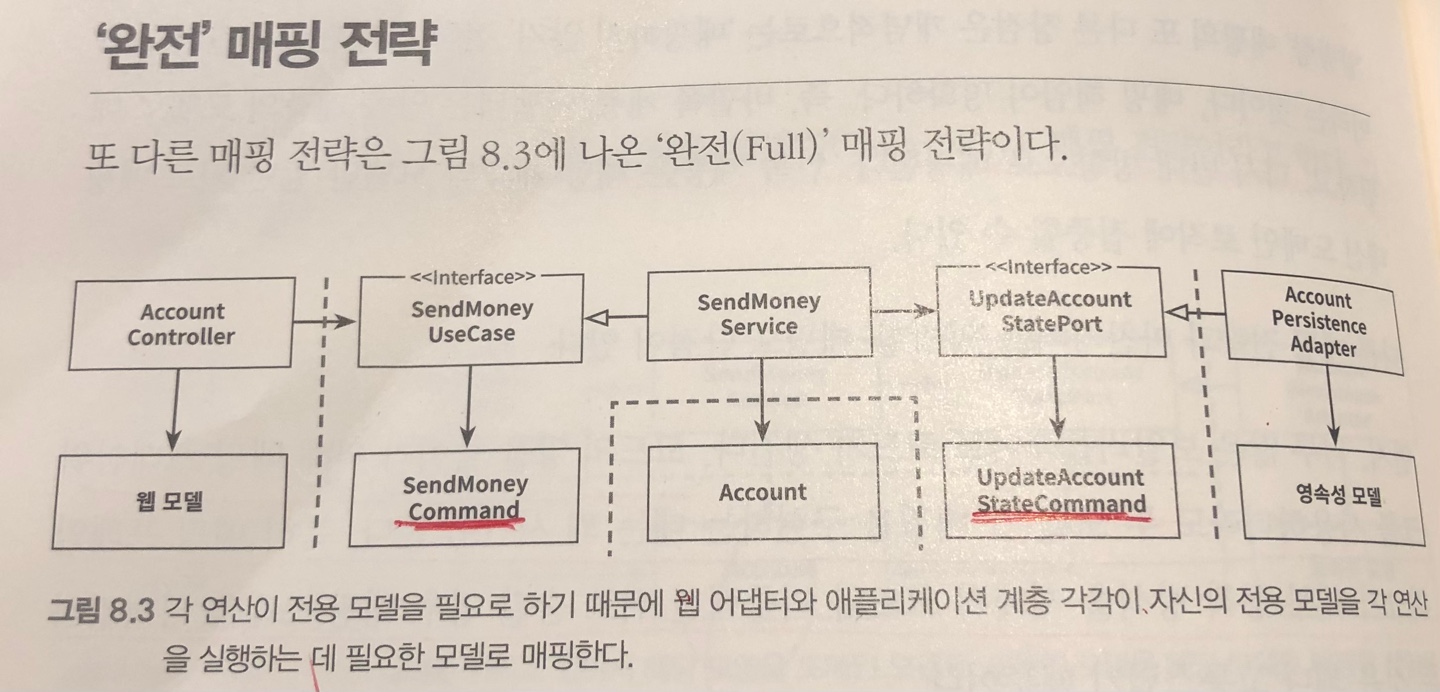 ‘완전’ 매핑 전략
또 다른 매핑 전략은 그림 8.3에 나온 ‘완전(Full)’ 매핑 전략이다.
Account
Controller
<<Interface>>
SendMoney
UseCase
SendMoney
Service
<<Interface>>
UpdateAccount
StatePort
Account
Persistence
Adapter
웹 모델
SendMoney
Command
Account
UpdateAccount
StateCommand
영속성 모델
그림 8.3 각 연산이 전용 모델을 필요로 하기 때문에 웹 어댑터와 애플리케이션 계층 각각이 자신의 전용 모델을 각 연산
을 실행하는 데 필요한 모델로 매핑한다.